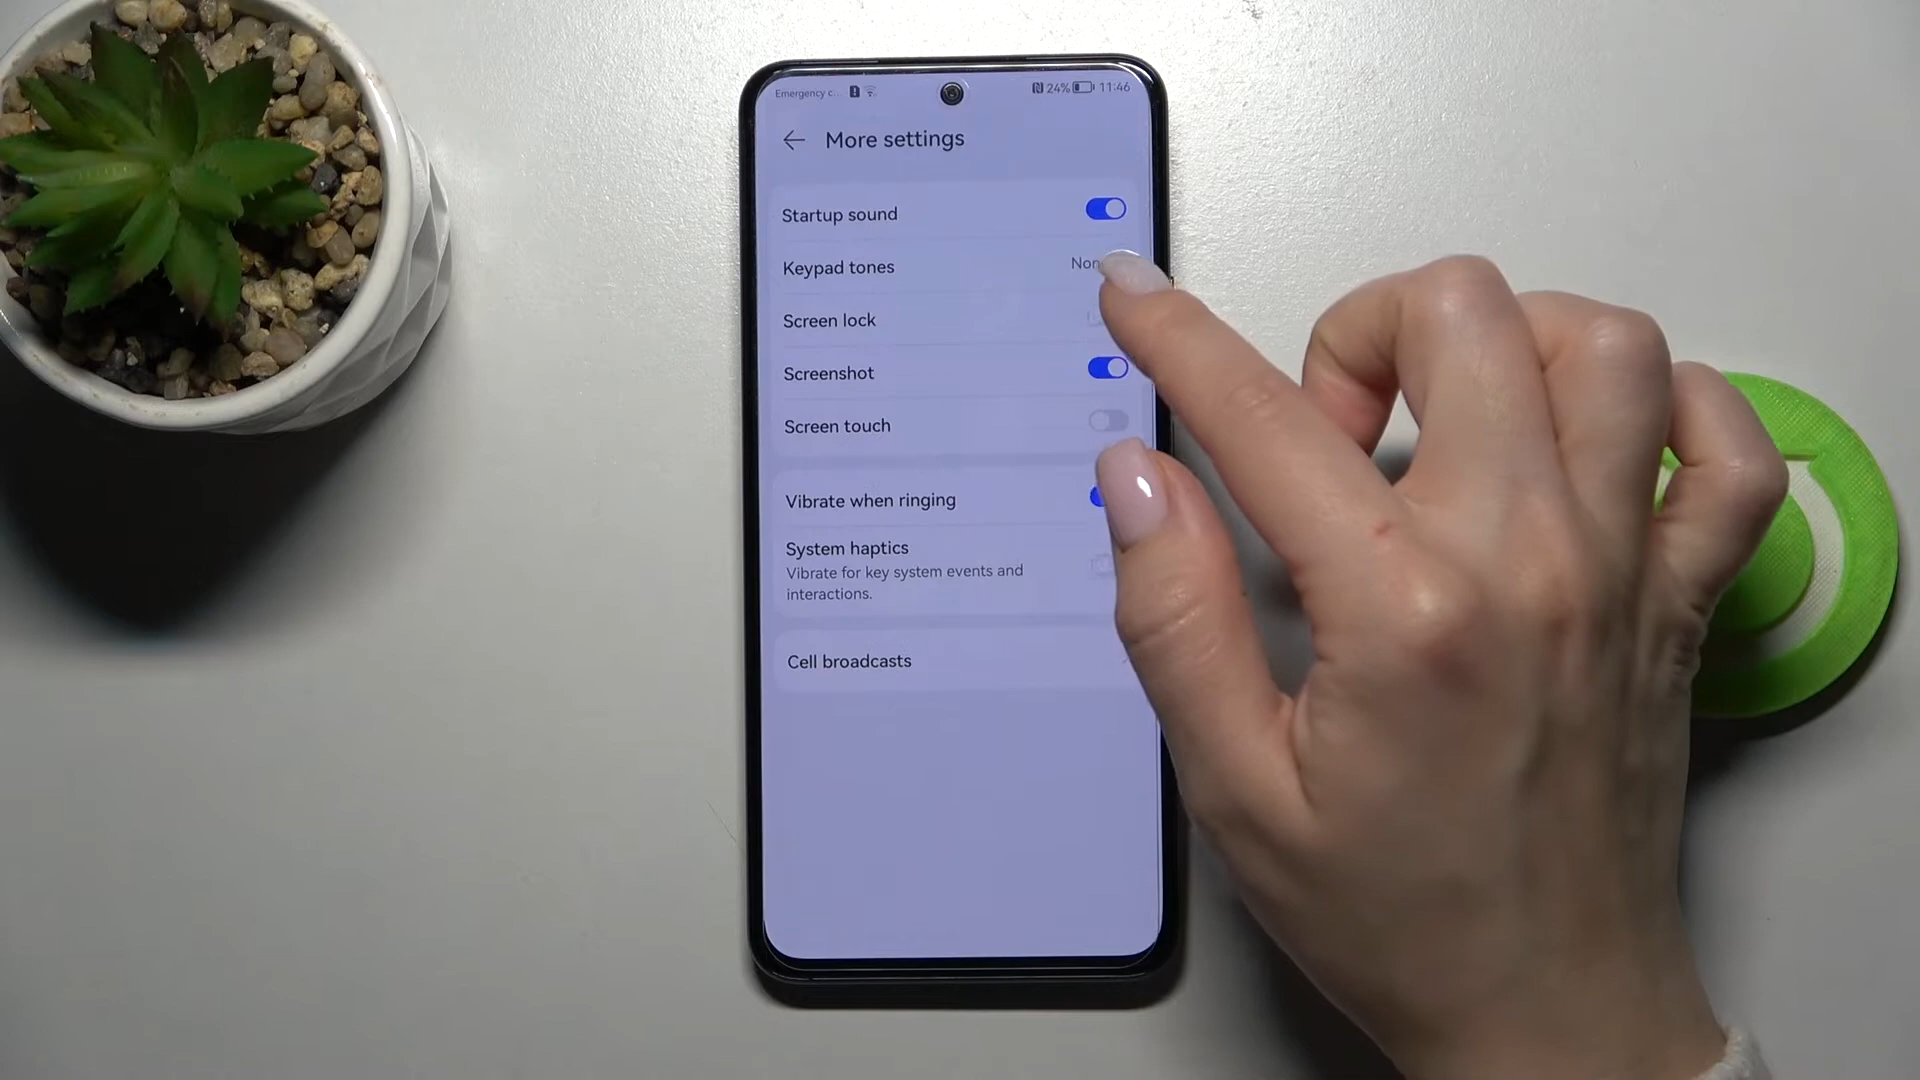 Emergency c... 24% 11:46
More settings
Startup sound
Keypad tones
Screen lock
Screenshot
Screen touch
Vibrate when ringing
System haptics
Vibrate for key system events and
interactions.
Cell broadcasts